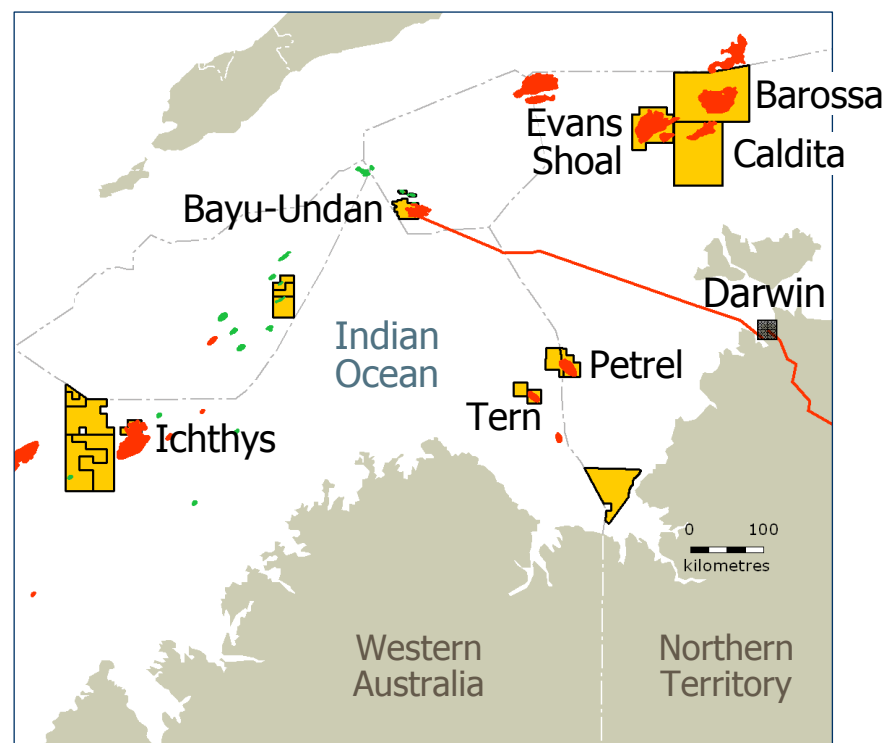 Barossa
Evans
Shoal
Caldita
Bayu-Undan
Darwin
Indian
Ocean
Petrel
Tern
Ichthys
0 100
kilometres
Western
Australia
Northern
Territory